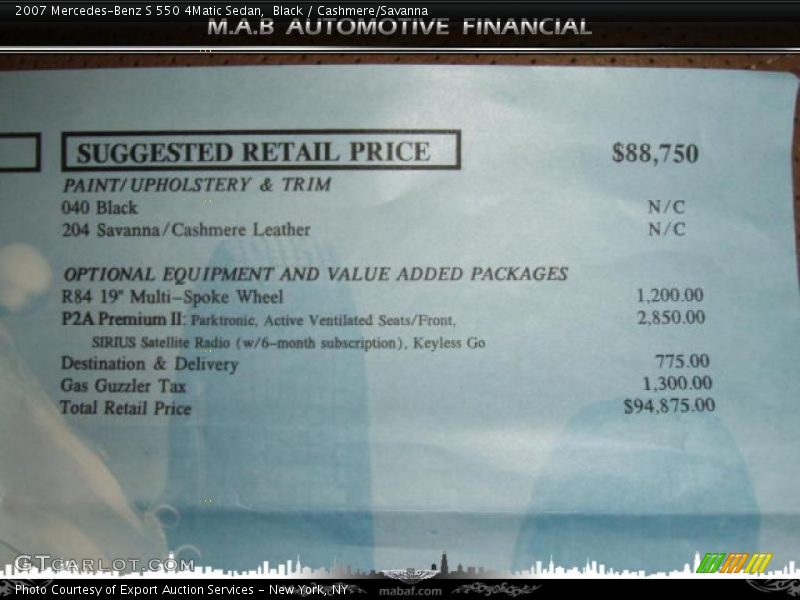 2007 Mercedes-Benz S 550 4Matic Sedan, Black / Cashmere/Savanna
M.A.B AUTOMOTIVE FINANCIAL
SUGGESTED RETAIL PRICE $88,750
PAINT/UPHOLSTERY & TRIM
040 Black N/C
204 Savanna/Cashmere Leather N/C
OPTIONAL EQUIPMENT AND VALUE ADDED PACKAGES
R84 19" Multi-Spoke Wheel 1,200.00
P2A Premium II: Parktronic, Active Ventilated Seats/Front, 2,850.00
SIRIUS Satellite Radio (w/6-month subscription), Keyless Go
Destination & Delivery 775.00
Gas Guzzler Tax 1,300.00
Total Retail Price $94,875.00
GTcarlot.com
Photo Courtesy of Export Auction Services - New York, NY
mabaf.com